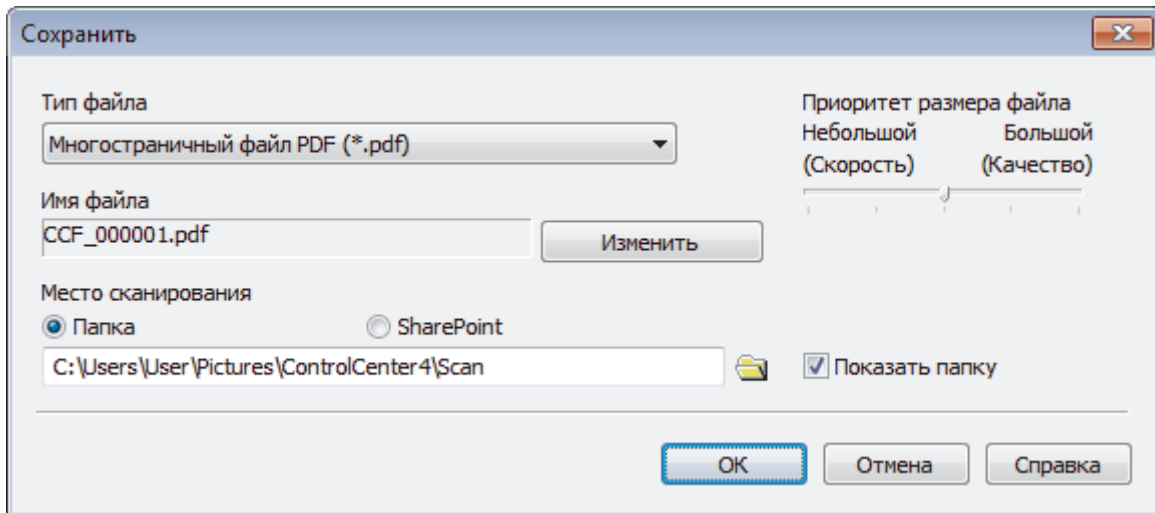 Сохранить
Тип файла
Многостраничный файл PDF (*.pdf)
Приоритет размера файла
Небольшой Большой
(Скорость) (Качество)
Имя файла
CCF_000001.pdf
Изменить
Место сканирования
Папка
SharePoint
C:\Users\User\Pictures\ControlCenter4\Scan
Показать папку
OK
Отмена
Справка